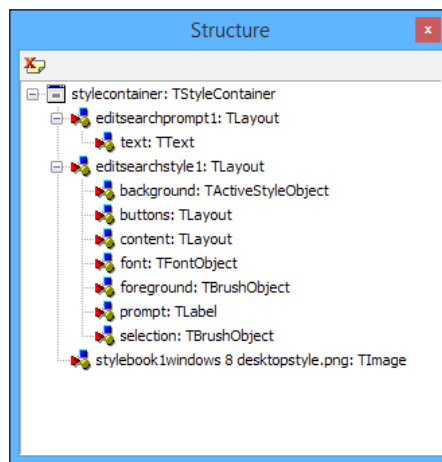 Structure
x
stylecontainer: TStyleContainer
editsearchprompt1: TLayout
text: TText
editsearchstyle1: TLayout
background: TActiveStyleObject
buttons: TLayout
content: TLayout
font: TFontObject
foreground: TBrushObject
prompt: TLabel
selection: TBrushObject
stylebook1windows 8 desktopstyle.png: TImage